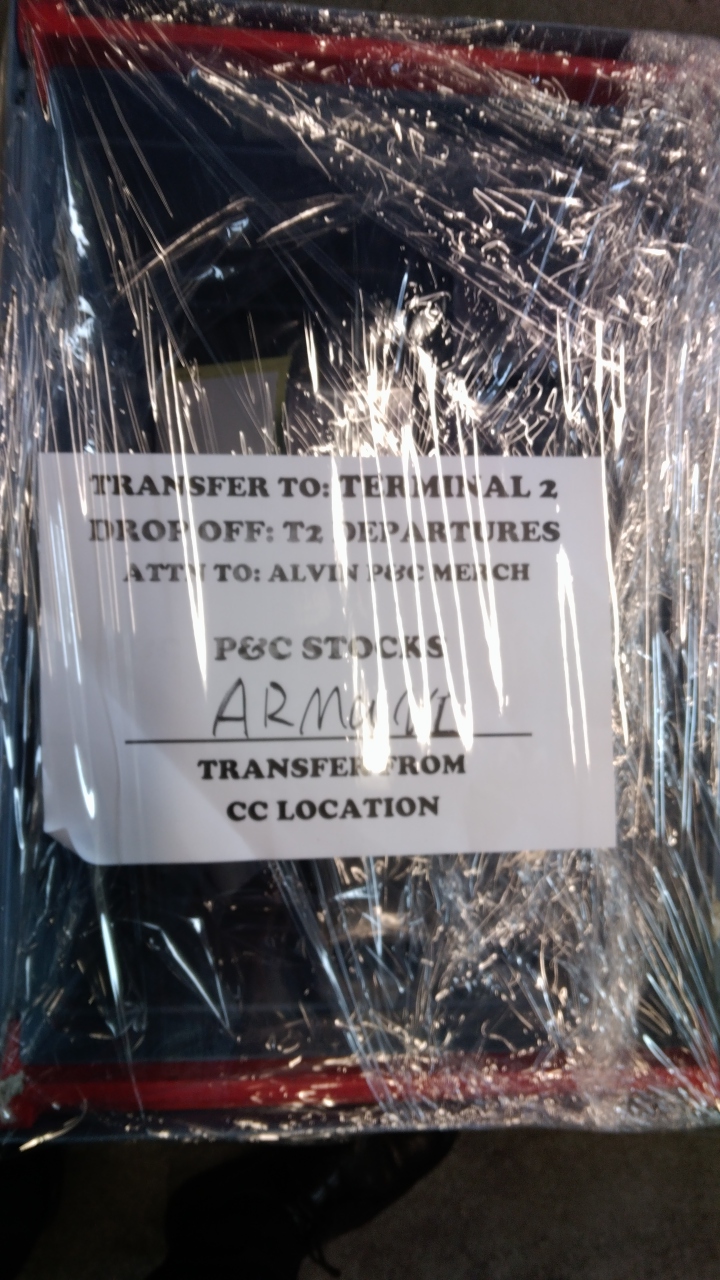 TRANSFER TO: TERMINAL 2
DROP OFF: T2 DEPARTURES
ATTN TO: ALVIN P&C MERCH
P&C STOCKS
TRANSFER FROM
CC LOCATION